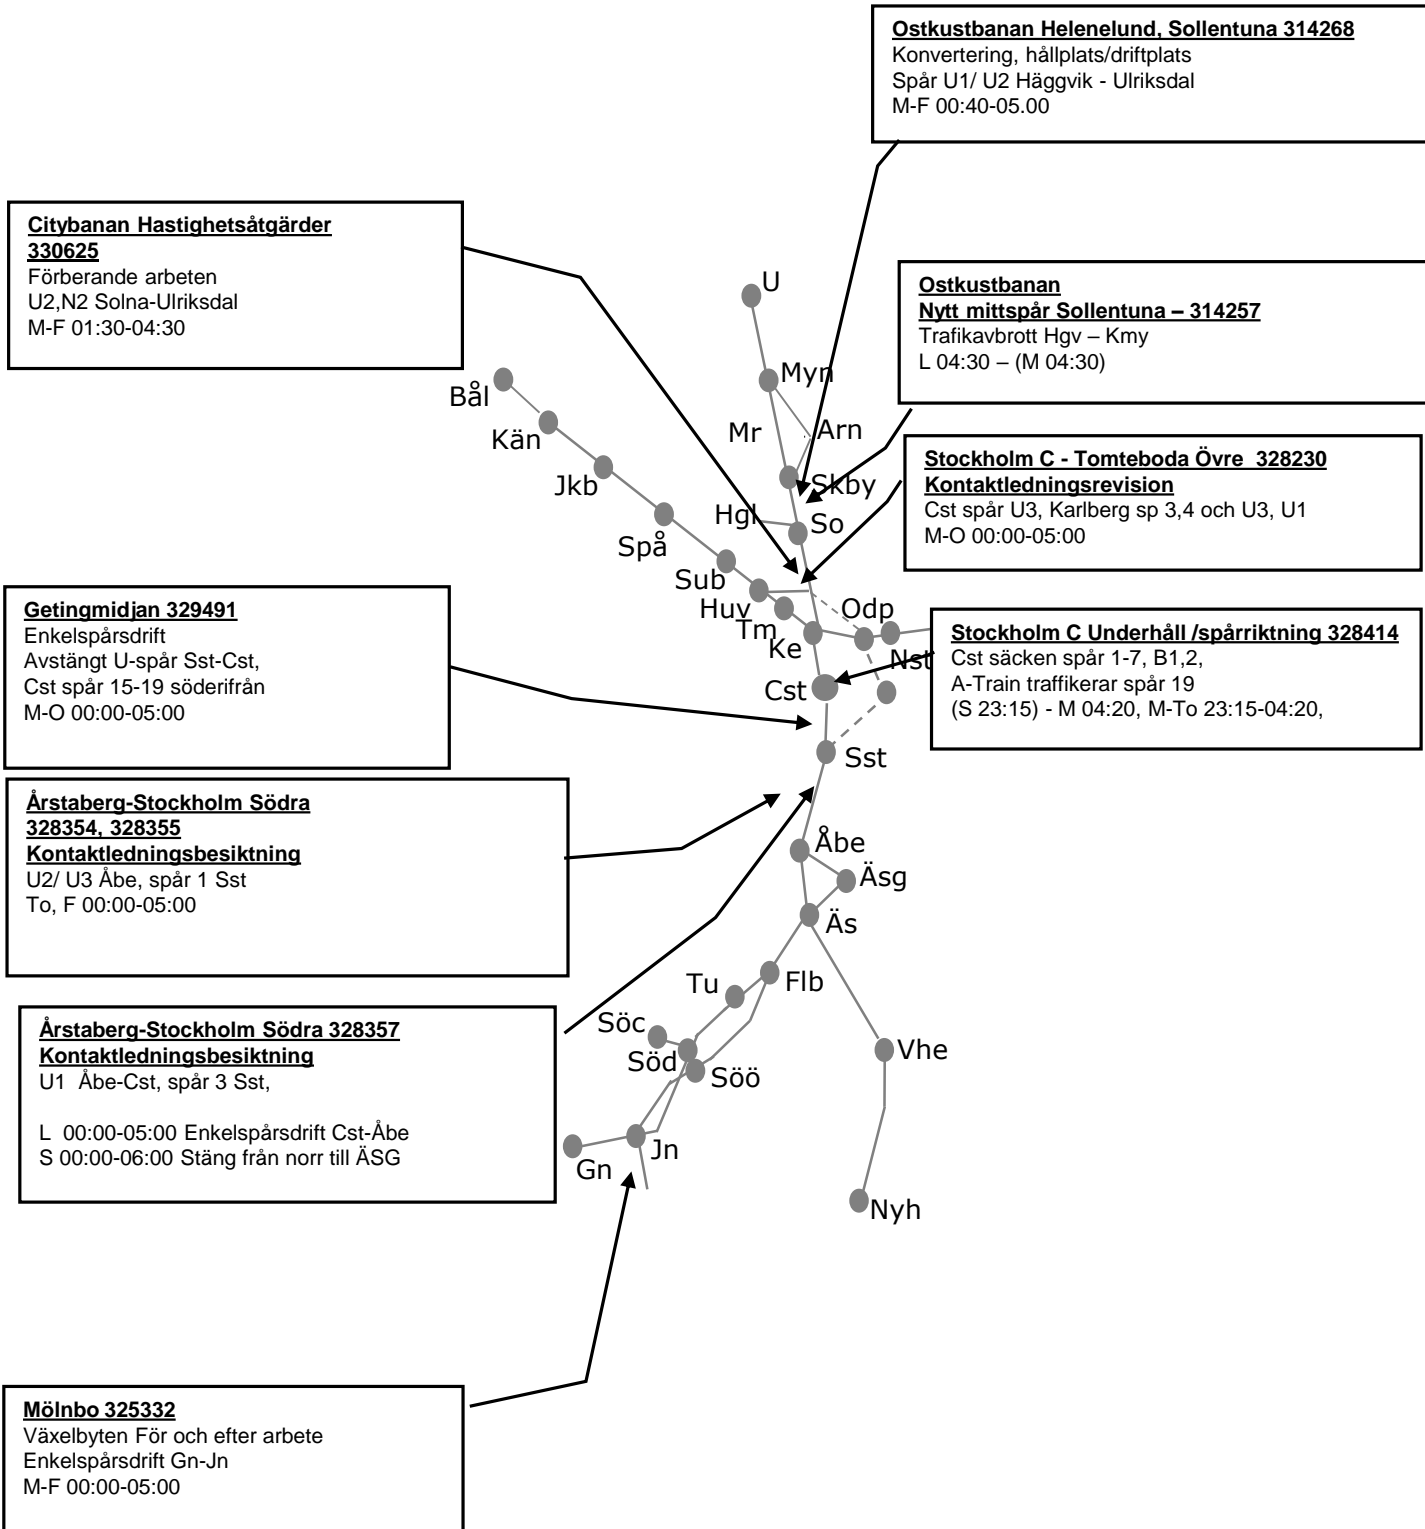 Ostkustbanan Helenelund, Sollentuna 314268
Konvertering, hållplats/driftplats
Spår U1/ U2 Häggvik - Ulriksdal
M-F 00:40-05.00
Citybanan Hastighetsåtgärder
330625
Förberande arbeten
U2,N2 Solna-Ulriksdal
M-F 01:30-04:30
Ostkustbanan
Nytt mittspår Sollentuna – 314257
Trafikavbrott Hgv – Kmy
L 04:30 – (M 04:30)
Stockholm C - Tomteboda Övre 328230
Kontaktledningsrevision
Cst spår U3, Karlberg sp 3,4 och U3, U1
M-O 00:00-05:00
Getingmidjan 329491
Enkelspårsdrift
Avstängt U-spår Sst-Cst,
Cst spår 15-19 söderifrån
M-O 00:00-05:00
Stockholm C Underhåll /spårriktning 328414
Cst säcken spår 1-7, B1,2,
A-Train traffikerar spår 19
(S 23:15) - M 04:20, M-To 23:15-04:20,
Årstaberg-Stockholm Södra
328354, 328355
Kontaktledningsbesiktning
U2/ U3 Åbe, spår 1 Sst
To, F 00:00-05:00
Årstaberg-Stockholm Södra 328357
Kontaktledningsbesiktning
U1 Åbe-Cst, spår 3 Sst,
L 00:00-05:00 Enkelspårsdrift Cst-Åbe
S 00:00-06:00 Stäng från norr till ÄSG
Mölnbo 325332
Växelbyten För och efter arbete
Enkelspårsdrift Gn-Jn
M-F 00:00-05:00
U
Myn
Bål
Kän
Mr
Arn
Jkb
Skby
Hgl
So
Spå
Sub
Huv
Odp
Tm
Ke
Nst
Cst
Sst
Åbe
Äsg
Äs
Flb
Tu
Söc
Söd
Söö
Vhe
Jn
Gn
Nyh